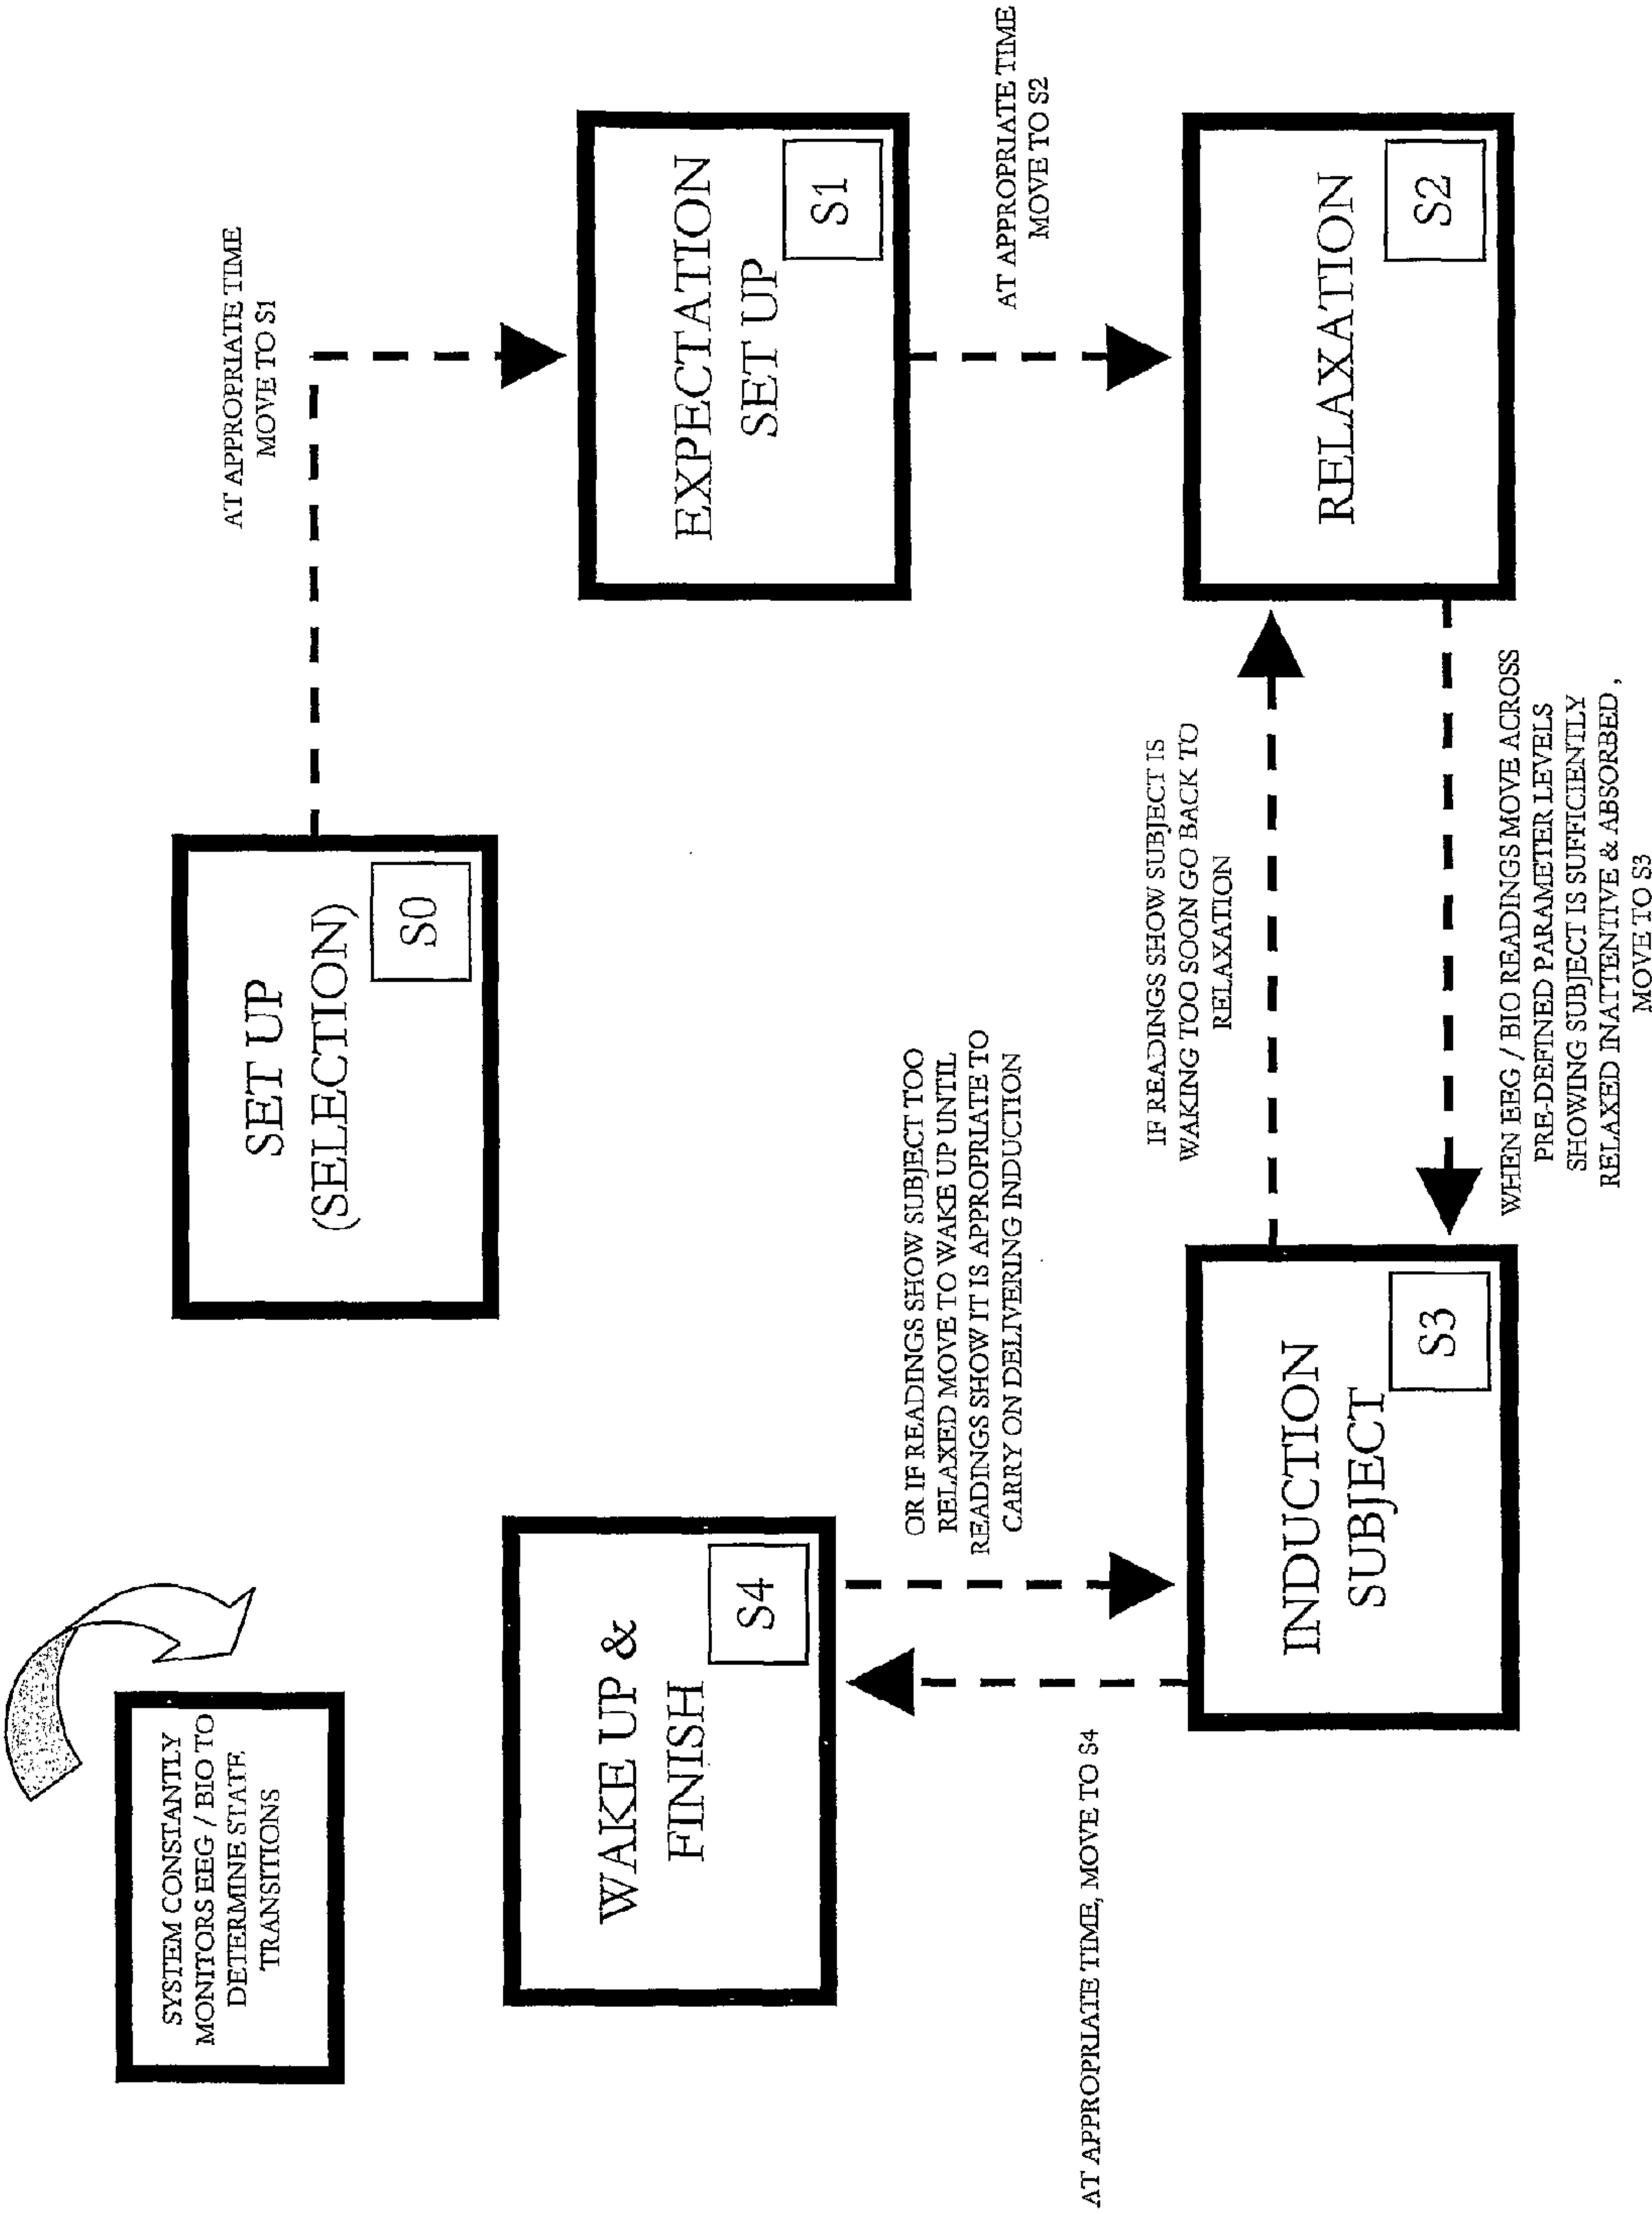 SYSTEM CONSTANTLY
MONITORS EEG / BIO TO
DETERMINE STATE
TRANSITIONS
SET UP
(SELECTION)
S0
AT APPROPRIATE TIME
MOVE TO S1
EXPECTATION
SET UP
S1
AT APPROPRIATE TIME
MOVE TO S2
RELAXATION
S2
WHEN EEG / BIO READINGS MOVE ACROSS
PRE-DEFINED PARAMETER LEVELS
SHOWING SUBJECT IS SUFFICIENTLY
RELAXED INATTENTIVE & ABSORBED ,
MOVE TO S3
IF READINGS SHOW SUBJECT IS
WAKING TOO SOON GO BACK TO
RELAXATION
INDUCTION
SUBJECT
S3
AT APPROPRIATE TIME, MOVE TO S4
OR IF READINGS SHOW SUBJECT TOO
RELAXED MOVE TO WAKE UP UNTIL
READINGS SHOW IT IS APPROPRIATE TO
CARRY ON DELIVERING INDUCTION
WAKE UP &
FINISH
S4